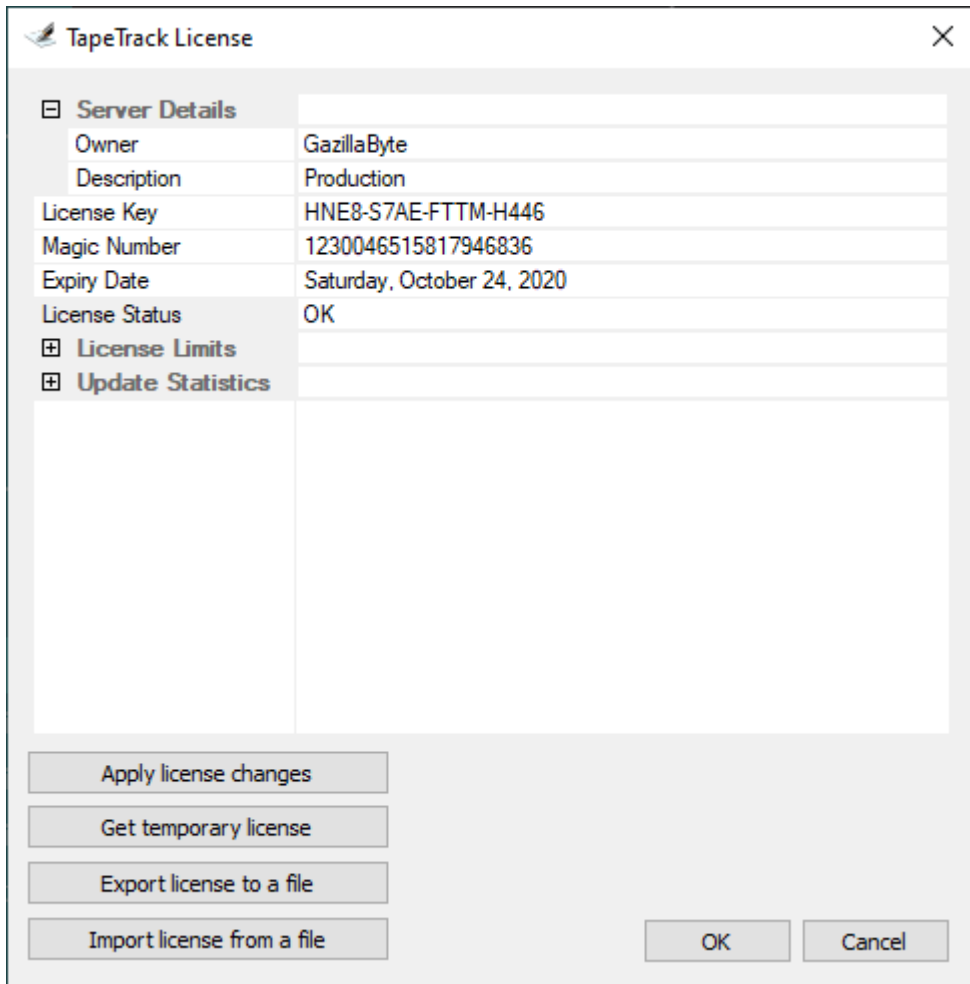 TapeTrack License
Server Details
Owner GazillaByte
Description Production
License Key HNE8-S7AE-FTTM-H446
Magic Number 1230046515817946836
Expiry Date Saturday, October 24, 2020
License Status OK
License Limits
Update Statistics
Apply license changes
Get temporary license
Export license to a file
Import license from a file
OK Cancel